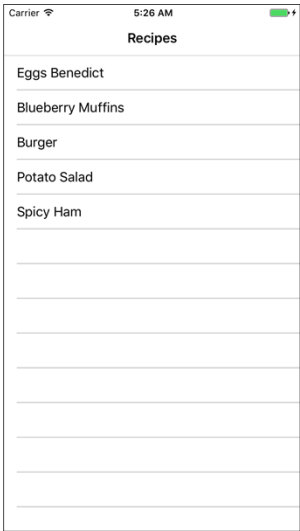 Carrier 5:26 AM
Recipes
Eggs Benedict
Blueberry Muffins
Burger
Potato Salad
Spicy Ham